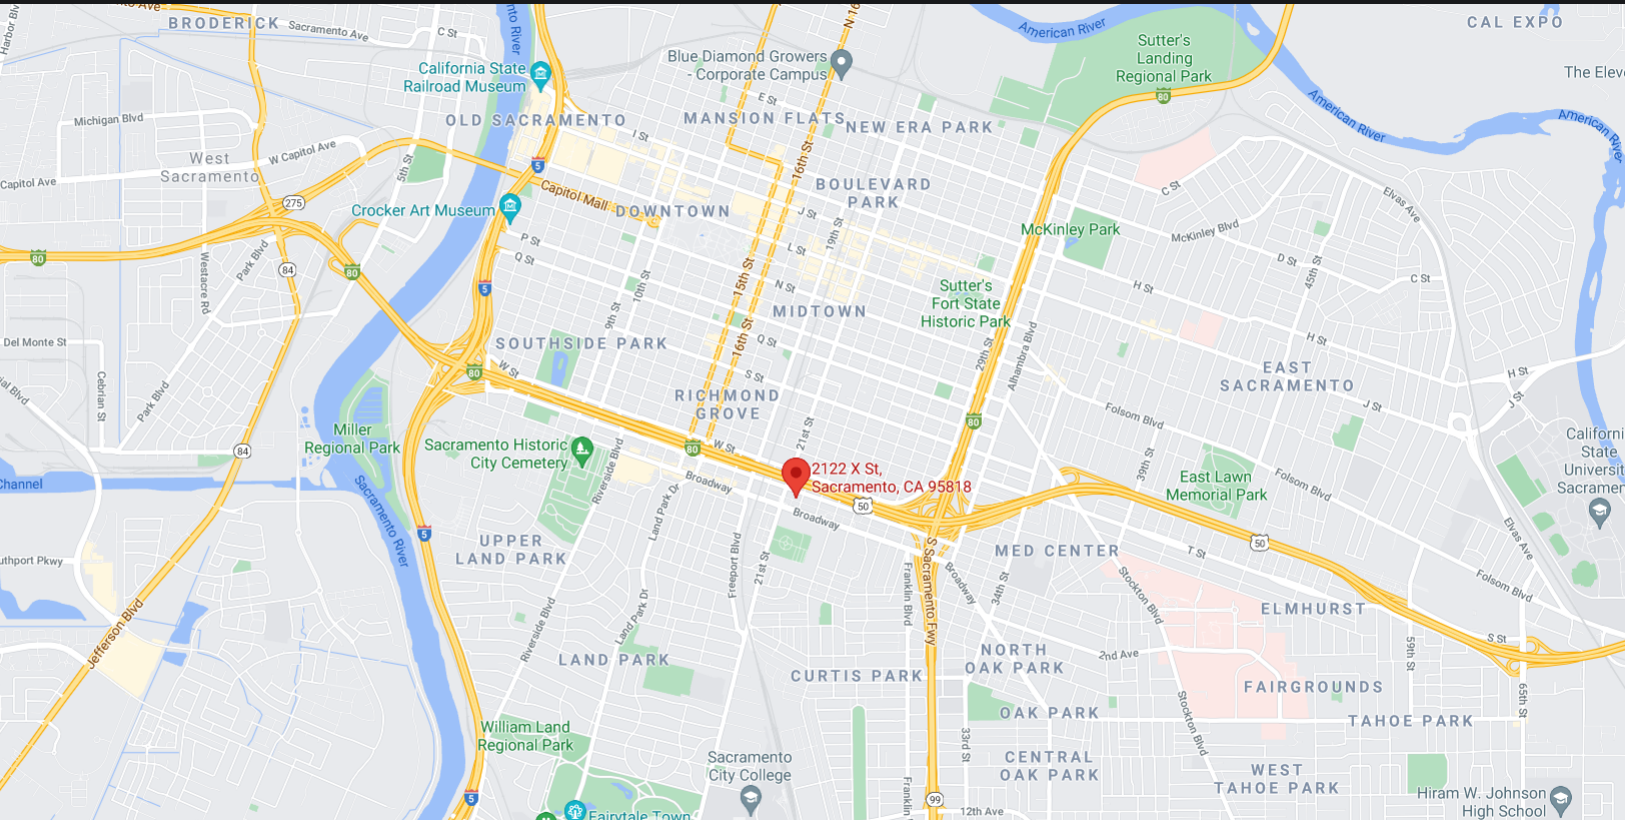 BRODERICK
Sacramento Ave
C St
Harbor Blvd
N 16
American River
CAL EXPO
Sutter's
Landing
Regional Park
The Eleve
Blue Diamond Growers
- Corporate Campus
California State
Railroad Museum
80
E St
Michigan Blvd
OLD SACRAMENTO
MANSION FLATS
NEW ERA PARK
American River
American River
I St
W Capitol Ave
West
Sacramento
5th St
5
16th St
Capitol Ave
Capitol Mall
BOULEVARD
PARK
C St
Elvas Ave
275
Crocker Art Museum
DOWNTOWN
J St
19th St
McKinley Park
McKinley Blvd
P St
Q St
L St
80
Park Blvd
84
80
Westacre Rd
5
10th St
15th St
N St
D St
45th St
C St
H St
Sutter's
Fort State
Historic Park
MIDTOWN
9th St
Del Monte St
SOUTHSIDE PARK
16th St
Q St
29th St
Alhambra Blvd
H St
80
W St
S St
EAST
SACRAMENTO
H St
J St
J St
Cebrian St
Park Blvd
RICHMOND
GROVE
Folsom Blvd
80
Miller
Regional Park
Sacramento Historic
City Cemetery
21st St
80
W St
39th St
84
Riverside Blvd
2122 X St,
Sacramento, CA 95818
East Lawn
Memorial Park
Folsom Blvd
Californi
State
Universit
Sacramen
Channel
Broadway
Land Park Dr
50
Broadway
Sacramento River
5
UPPER
LAND PARK
Freeport Blvd
21st St
S Sacramento Fwy
MED CENTER
T St
50
Elvas Ave
uthport Pkwy
Franklin Blvd
Broadway
34th St
Stockton Blvd
Folsom Blvd
ELMHURST
Jefferson Blvd
Riverside Blvd
Land Park Dr
LAND PARK
NORTH
OAK PARK
2nd Ave
59th St
S St
CURTIS PARK
FAIRGROUNDS
65th St
OAK PARK
TAHOE PARK
William Land
Regional Park
33rd St
Stockton Blvd
Sacramento
City College
CENTRAL
OAK PARK
WEST
TAHOE PARK
5
Franklin
99
12th Ave
Hiram W. Johnson
High School
Fairytale Town